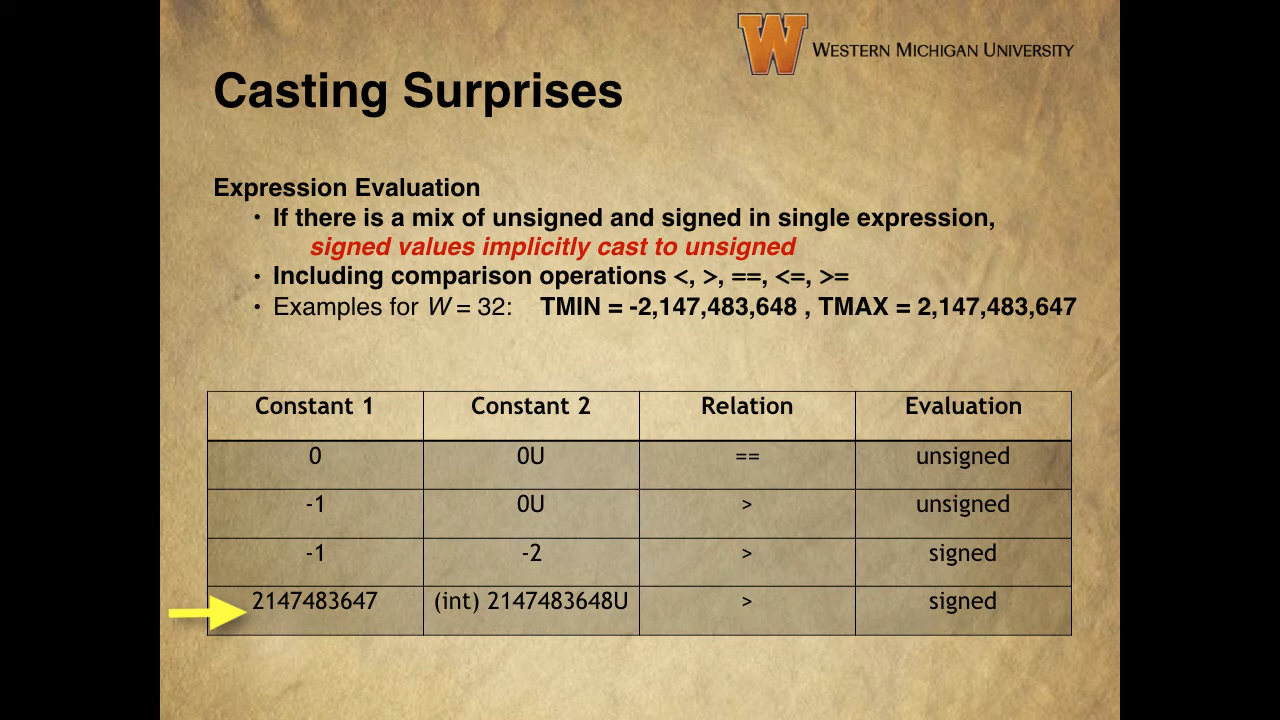 WESTERN MICHIGAN UNIVERSITY
Casting Surprises
Expression Evaluation
• If there is a mix of unsigned and signed in single expression,
signed values implicitly cast to unsigned
• Including comparison operations <, >, ==, <=, >=
• Examples for W = 32: TMIN = -2,147,483,648 , TMAX = 2,147,483,647
Constant 1 Constant 2 Relation Evaluation
0 0U == unsigned
-1 0U > unsigned
-1 -2 > signed
2147483647 (int) 2147483648U > signed